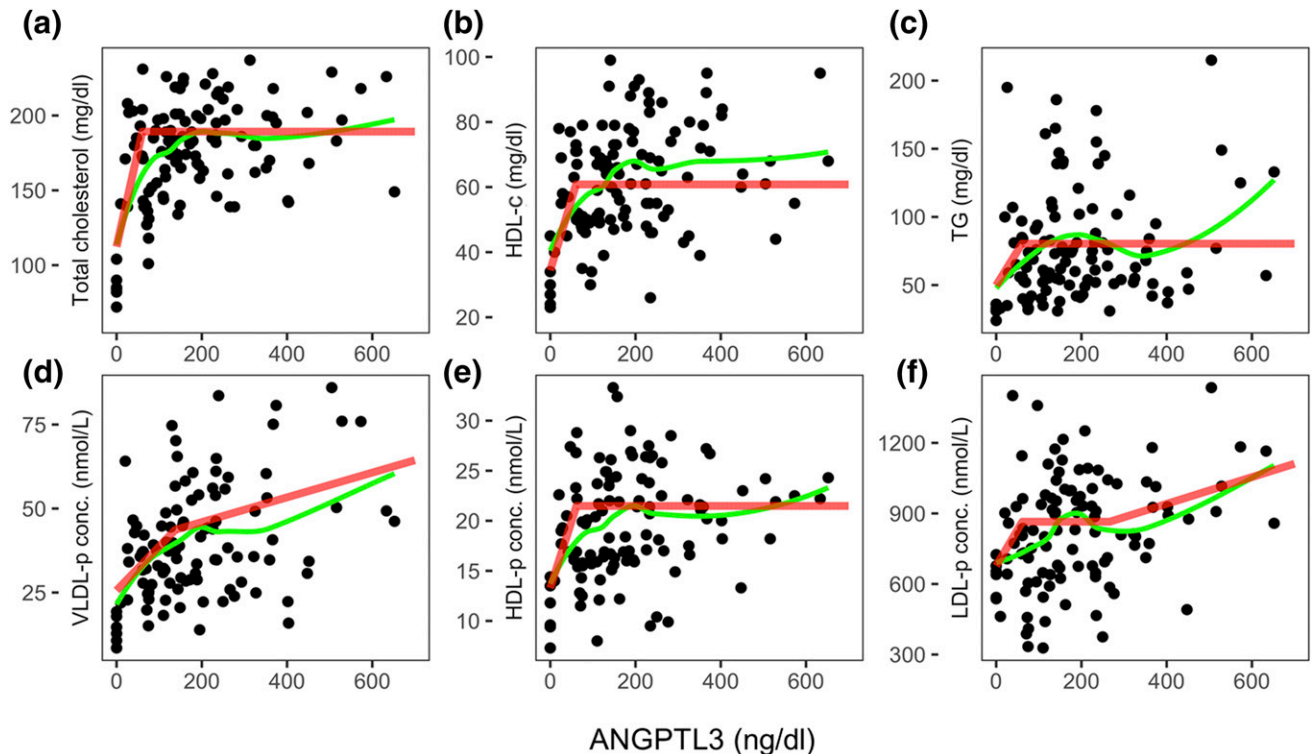 (a)
(b)
(c)
Total cholesterol (mg/dl)
200
150
100
0 200 400 600
HDL-c (mg/dl)
100
80
60
40
20
0 200 400 600
TG (mg/dl)
200
150
100
50
0 200 400 600
(d)
(e)
(f)
VLDL-p conc. (nmol/L)
75
50
25
0 200 400 600
HDL-p conc. (nmol/L)
30
25
20
15
10
0 200 400 600
LDL-p conc. (nmol/L)
1200
900
600
300
0 200 400 600
ANGPTL3 (ng/dl)